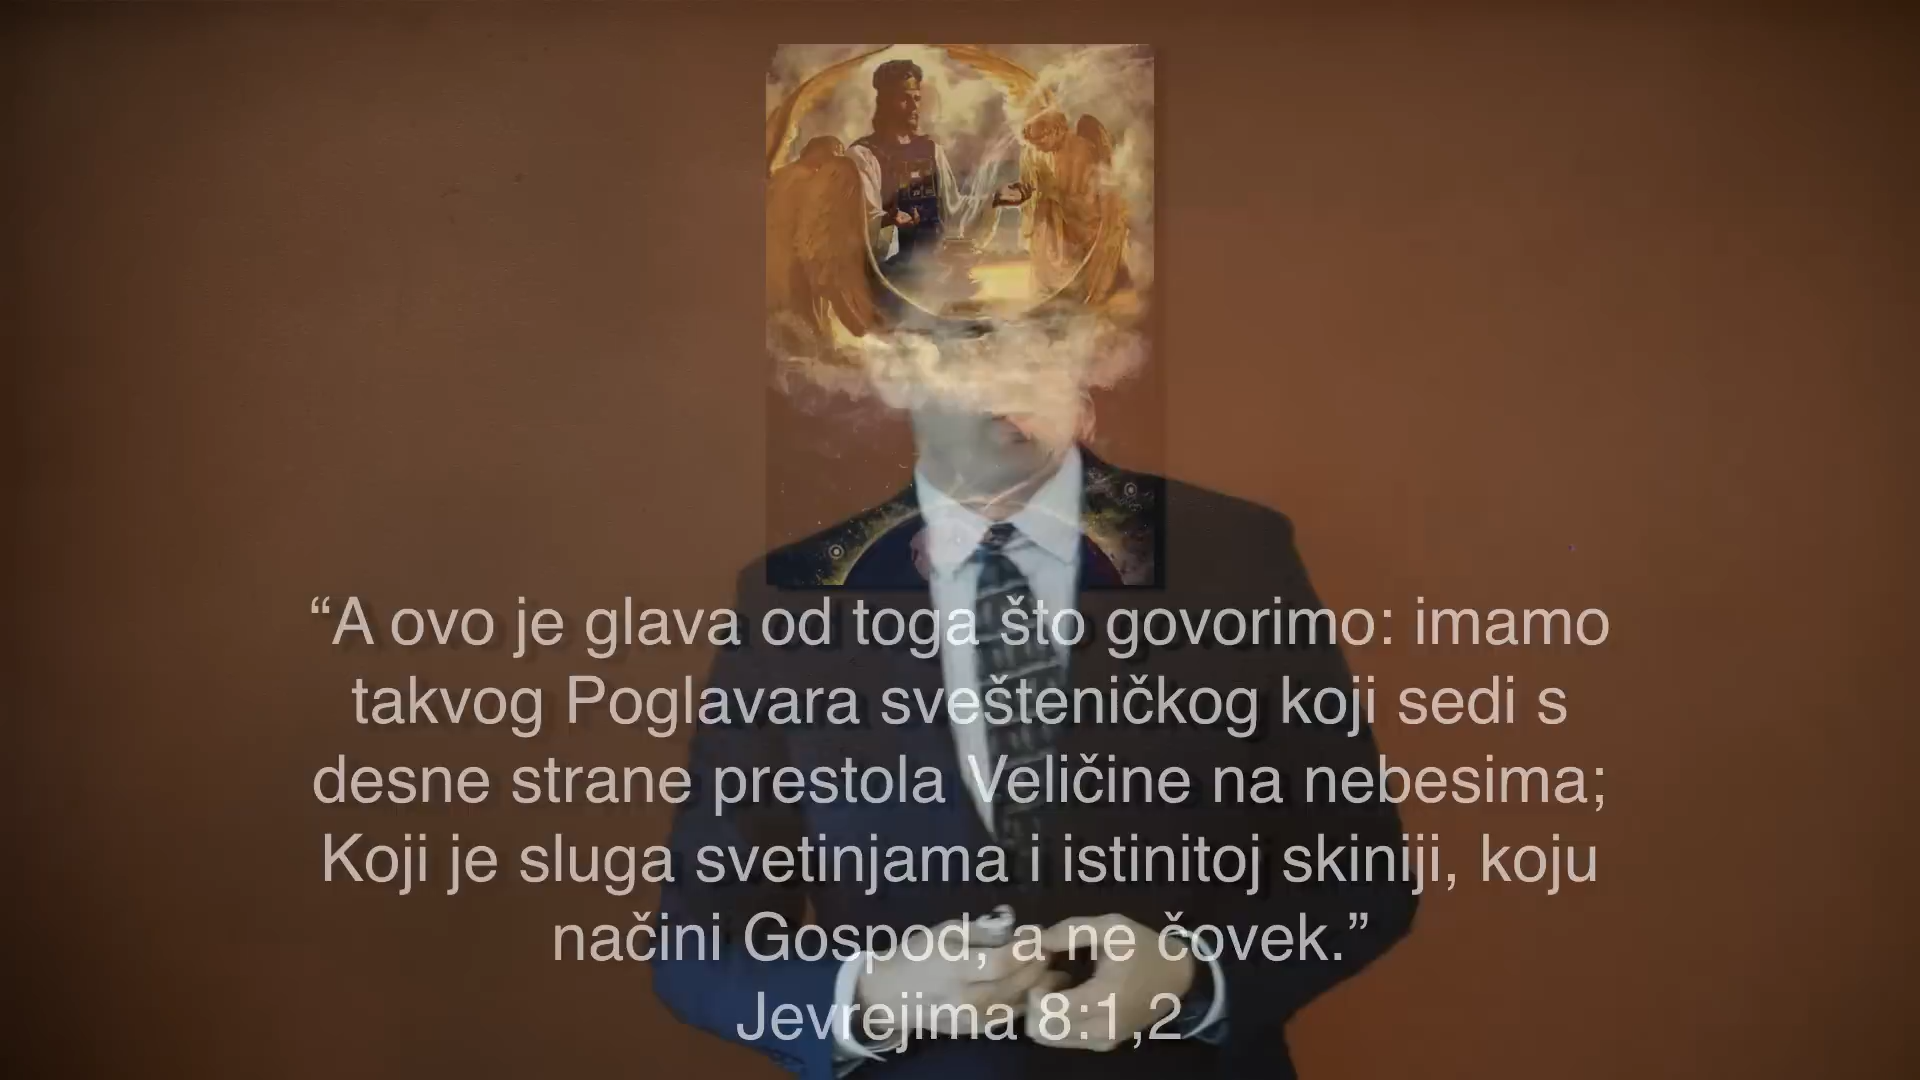 “A ovo je glava od toga što govorimo: imamo
takvog Poglavara svešteničkog koji sedi s
desne strane prestola Veličine na nebesima;
Koji je sluga svetinjama i istinitoj skiniji, koju
načini Gospod, a ne čovek.”
Jevrejima 8:1,2